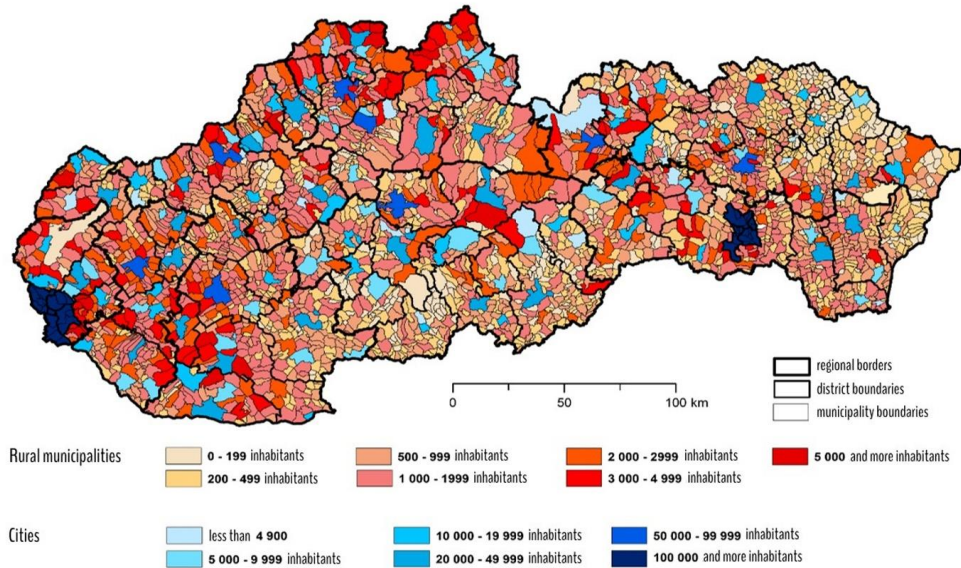 regional borders
district boundaries
municipality boundaries
0 50 100 km
Rural municipalities
0 - 199 inhabitants
500 - 999 inhabitants
2 000 - 2999 inhabitants
5 000 and more inhabitants
200 - 499 inhabitants
1 000 - 1999 inhabitants
3 000 - 4 999 inhabitants
Cities
less than 4 900
10 000 - 19 999 inhabitants
50 000 - 99 999 inhabitants
5 000 - 9 999 inhabitants
20 000 - 49 999 inhabitants
100 000 and more inhabitants